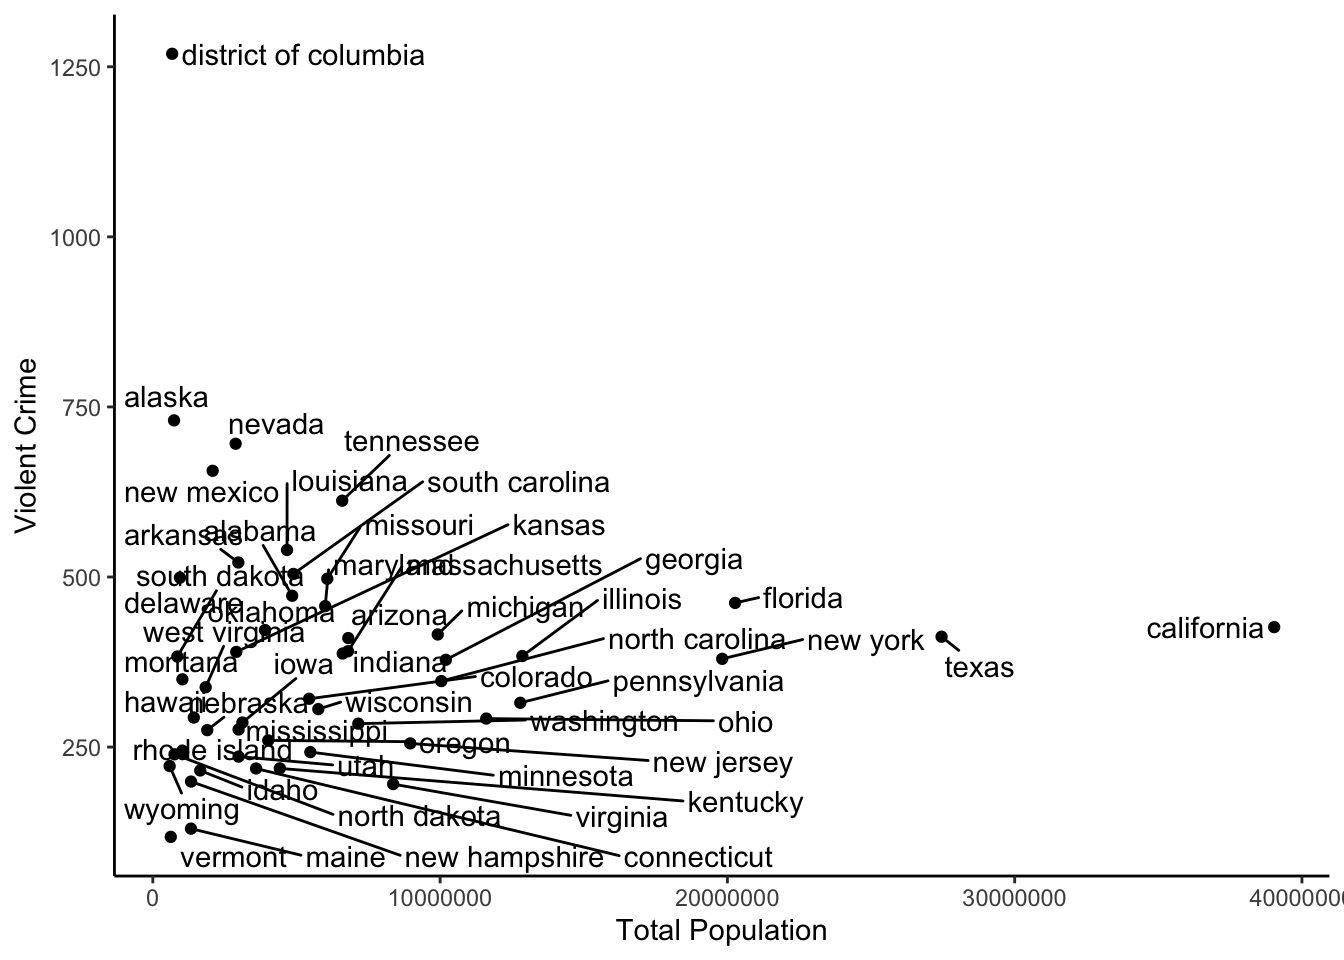 district of columbia
1250
1000
Violent Crime
alaska
750
nevada
tennessee
louisiana
south carolina
new mexico
missouri
kansas
alabama
arkansas
georgia
maryland
massachusetts
500
south dakota
florida
illinois
delaware
michigan
oklahoma
arizona
california
west virginia
north carolina
new york
montana
iowa
indiana
texas
colorado
pennsylvania
hawaii
nebraska
wisconsin
washington
ohio
mississippi
oregon
250
rhode island
new jersey
utah
minnesota
idaho
kentucky
wyoming
north dakota
virginia
vermont
maine
new hampshire
connecticut
0
10000000
20000000
30000000
4000000
Total Population